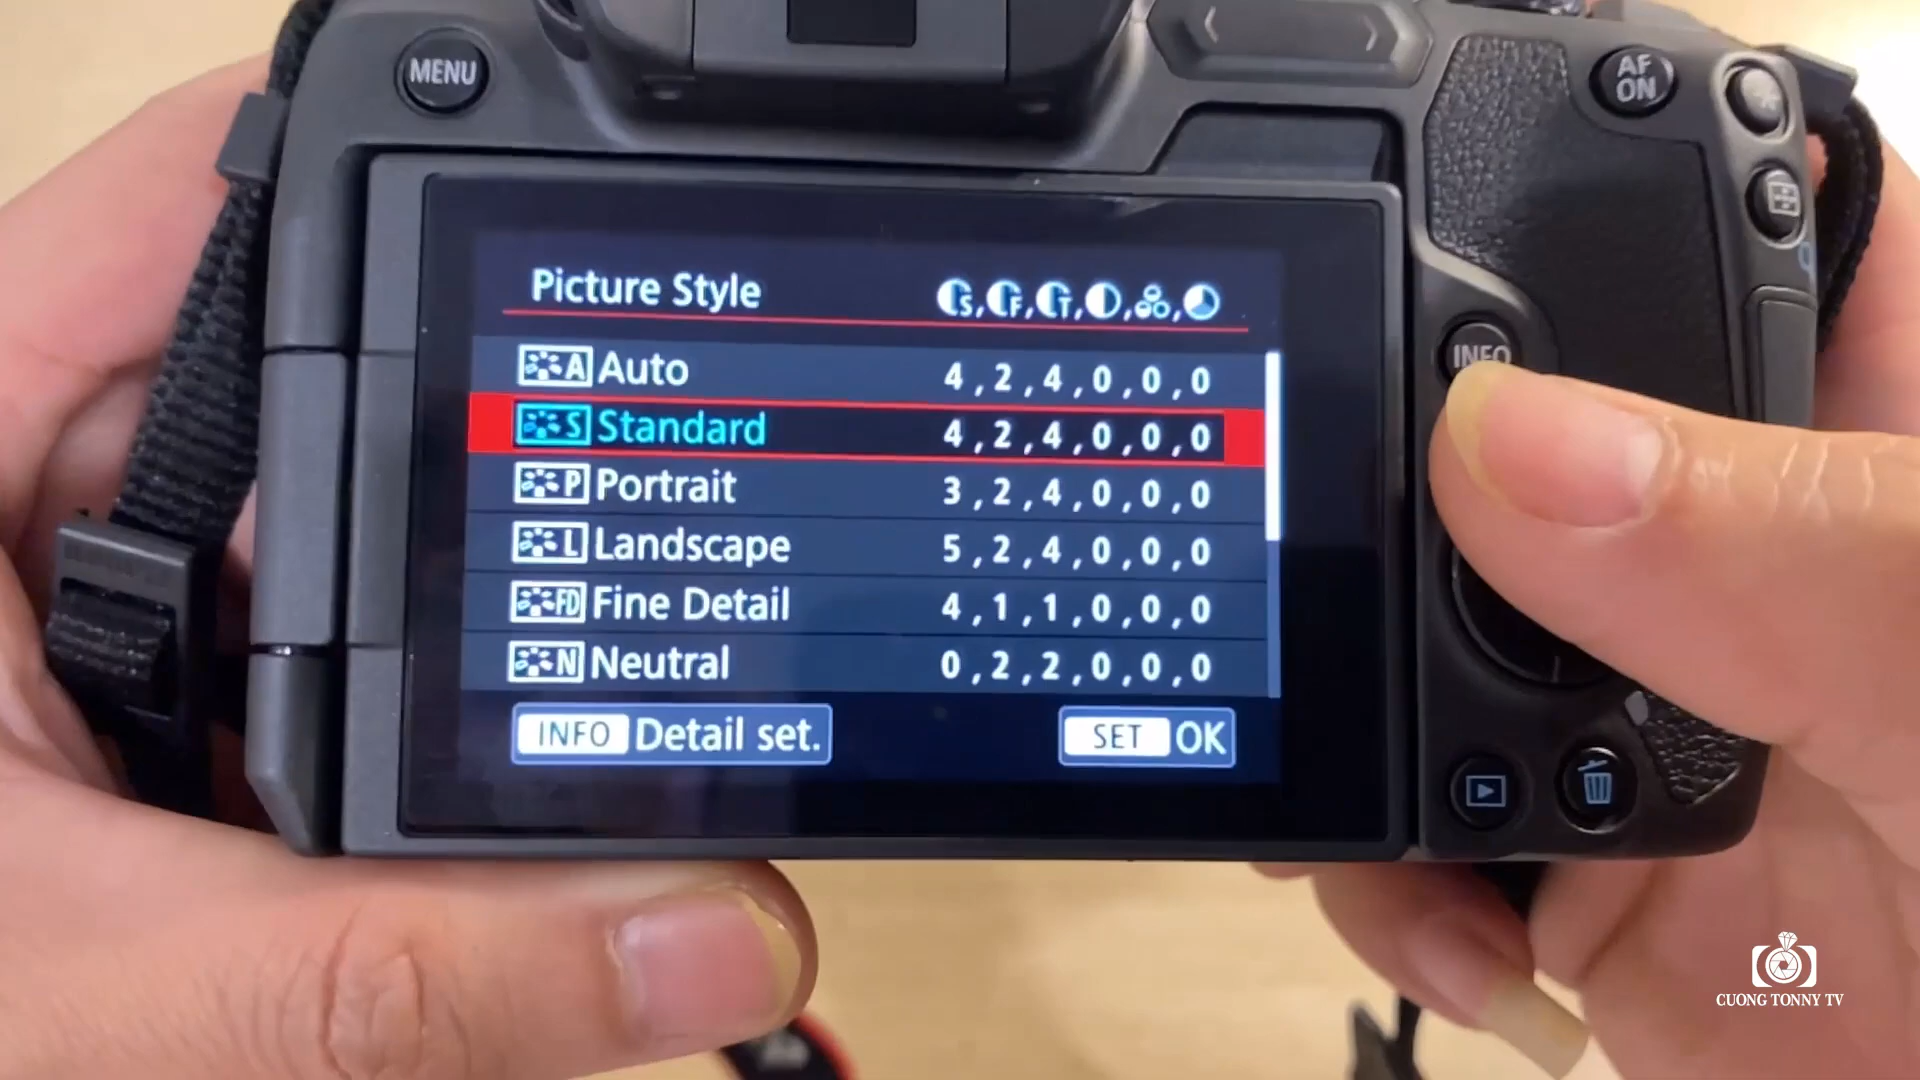 MENU
AF
ON
INFO
Picture Style S, F, T,
A Auto 4,2,4,0,0,0
S Standard 4,2,4,0,0,0
P Portrait 3,2,4,0,0,0
L Landscape 5,2,4,0,0,0
FD Fine Detail 4,1,1,0,0,0
N Neutral 0,2,2,0,0,0
INFO Detail set. SET OK
CUONG TONNY TV